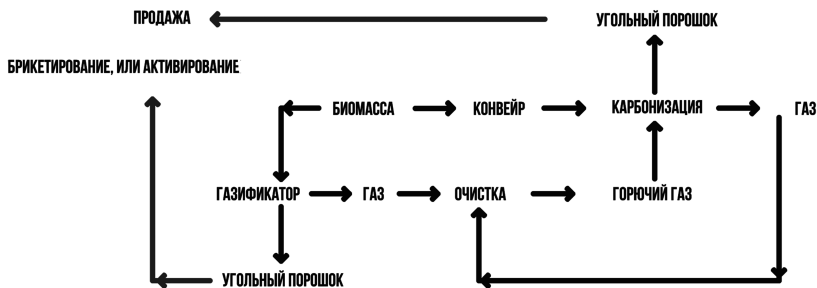 ПРОДАЖА
УГОЛЬНЫЙ ПОРОШОК
БРИКЕТИРОВАНИЕ, ИЛИ АКТИВИРОВАНИЕ
БИОМАССА
КОНВЕЙР
КАРБОНИЗАЦИЯ
ГАЗ
ГАЗИФИКАТОР
ГАЗ
ОЧИСТКА
ГОРЮЧИЙ ГАЗ
УГОЛЬНЫЙ ПОРОШОК